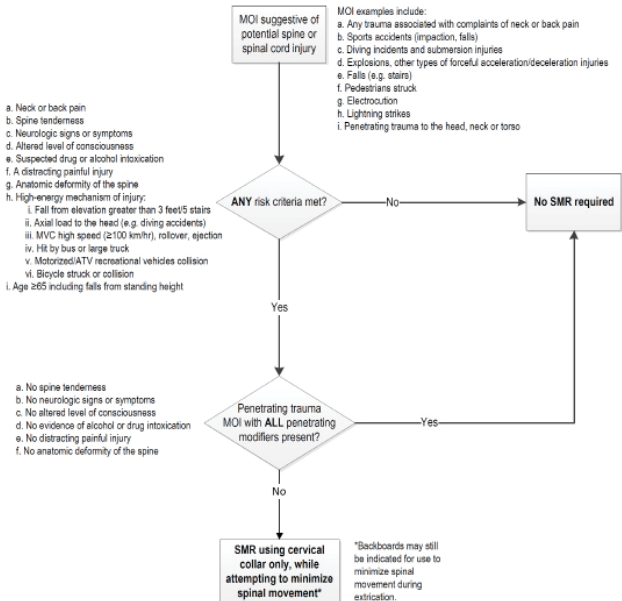 MOI suggestive of
potential spine or
spinal cord injury
MOI examples include:
a. Any trauma associated with complaints of neck or back pain
b. Sports accidents (impaction, falls)
c. Diving incidents and submersion injuries
d. Explosions, other types of forceful acceleration/deceleration injuries
e. Falls (e.g. stairs)
f. Pedestrians struck
g. Electrocution
h. Lightning strikes
i. Penetrating trauma to the head, neck or torso
a. Neck or back pain
b. Spine tenderness
c. Neurologic signs or symptoms
d. Altered level of consciousness
e. Suspected drug or alcohol intoxication
f. A distracting painful injury
g. Anatomic deformity of the spine
h. High-energy mechanism of injury:
i. Fall from elevation greater than 3 feet/5 stairs
ii. Axial load to the head (e.g. diving accidents)
iii. MVC high speed (≥100 km/hr), rollover, ejection
iv. Hit by bus or large truck
v. Motorized/ATV recreational vehicles collision
vi. Bicycle struck or collision
i. Age ≥65 including falls from standing height
ANY risk criteria met?
No
No SMR required
Yes
a. No spine tenderness
b. No neurologic signs or symptoms
c. No altered level of consciousness
d. No evidence of alcohol or drug intoxication
e. No distracting painful injury
f. No anatomic deformity of the spine
Penetrating trauma
MOI with ALL penetrating
modifiers present?
Yes
No
SMR using cervical
collar only, while
attempting to minimize
spinal movement*
*Backboards may still
be indicated for use to
minimize spinal
movement during
extrication.